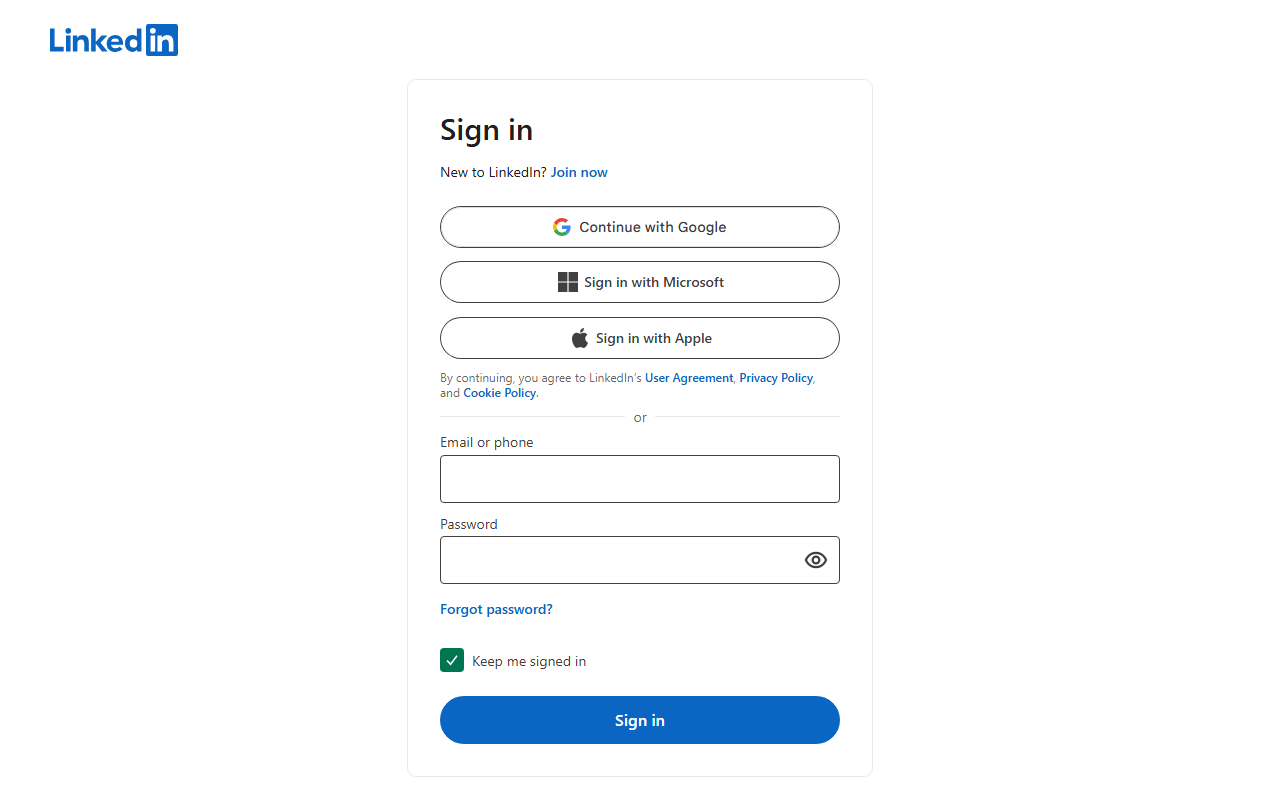 Linkedin
Sign in
New to LinkedIn? Join now
Continue with Google
Sign in with Microsoft
Sign in with Apple
By continuing, you agree to LinkedIn's User Agreement, Privacy Policy,
and Cookie Policy.
or
Email or phone
Password
Forgot password?
Keep me signed in
Sign in